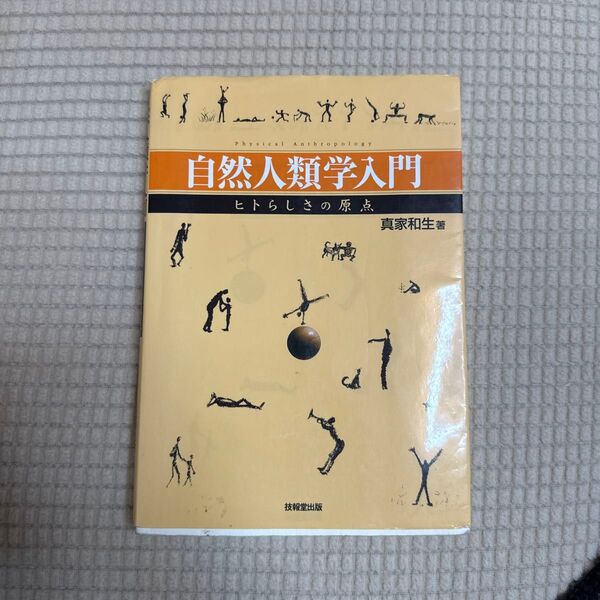 Physical Anthropology
自然人類学入門
ヒトらしさの原点
真家和生著
技報堂出版